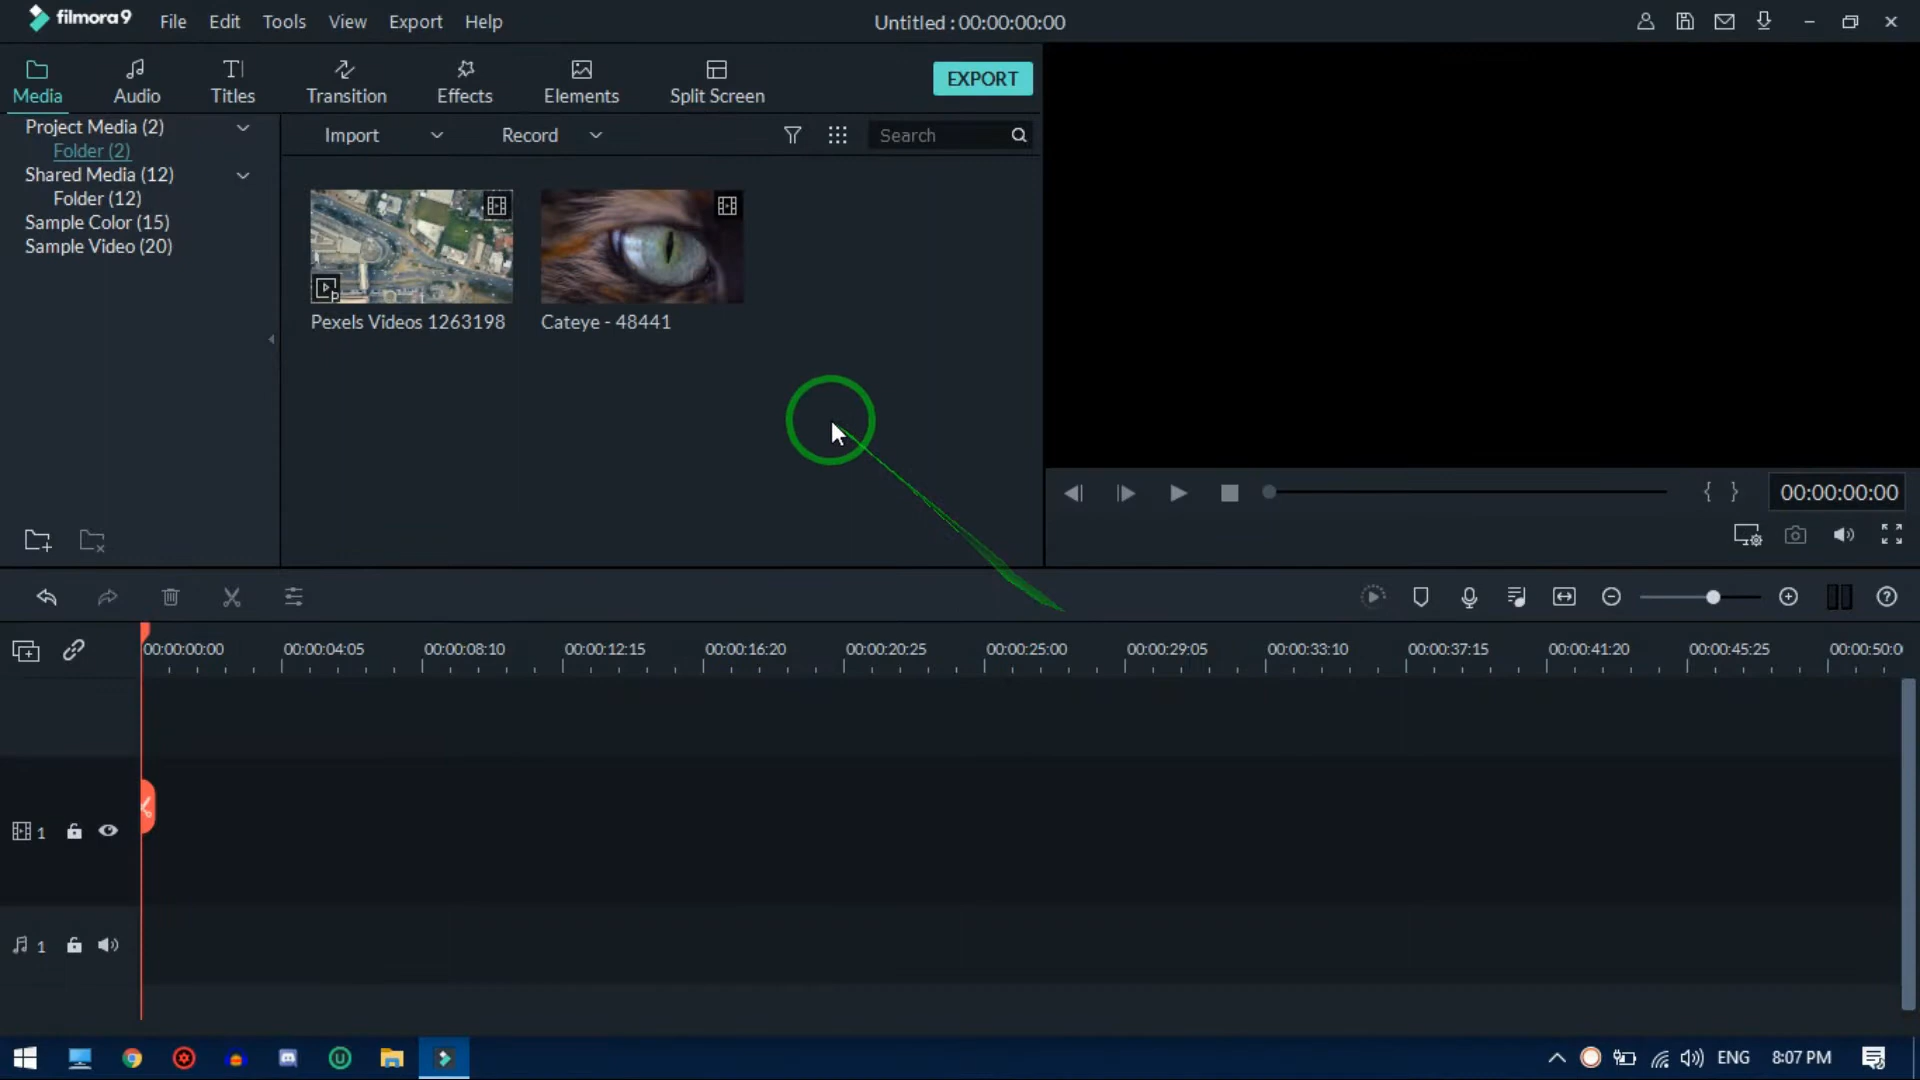 filmora9 File Edit Tools View Export Help Untitled : 00:00:00:00
Media Audio Titles Transition Effects Elements Split Screen EXPORT
Project Media (2)
Folder (2)
Shared Media (12)
Folder (12)
Sample Color (15)
Sample Video (20)
Import Record Search
Pexels Videos 1263198 Cateye - 48441
{ } 00:00:00:00
00:00:00:00 00:00:04:05 00:00:08:10 00:00:12:15 00:00:16:20 00:00:20:25 00:00:25:00 00:00:29:05 00:00:33:10 00:00:37:15 00:00:41:20 00:00:45:25 00:00:50:0
1
1
ENG 8:07 PM